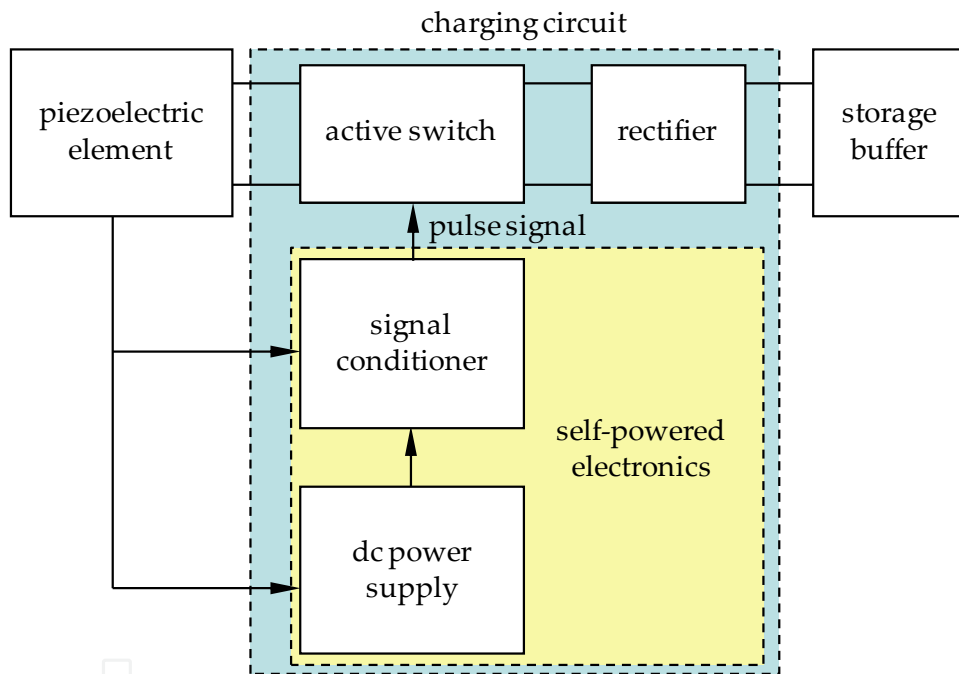 charging circuit
piezoelectric
element
active switch
rectifier
storage
buffer
pulse signal
signal
conditioner
self-powered
electronics
dc power
supply